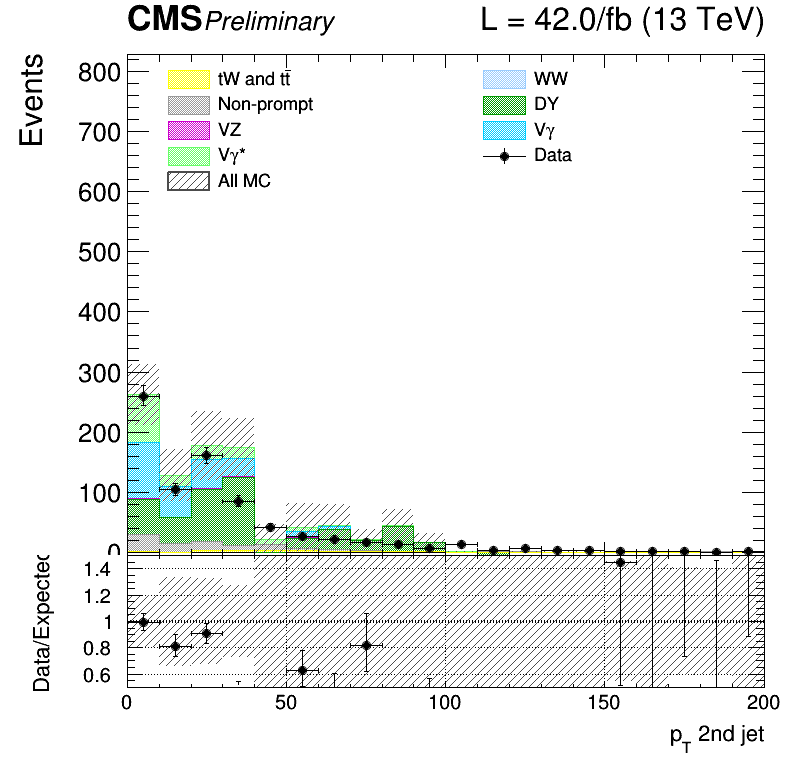 CMS Preliminary L = 42.0/fb (13 TeV)
Events
800
700
600
500
400
300
200
100
0
tW and tt̄
Non-prompt
VZ
Vγ*
All MC
WW
DY
Vγ
Data
Data/Expected
1.4
1.2
1
0.8
0.6
0 50 100 150 200
p_T 2nd jet